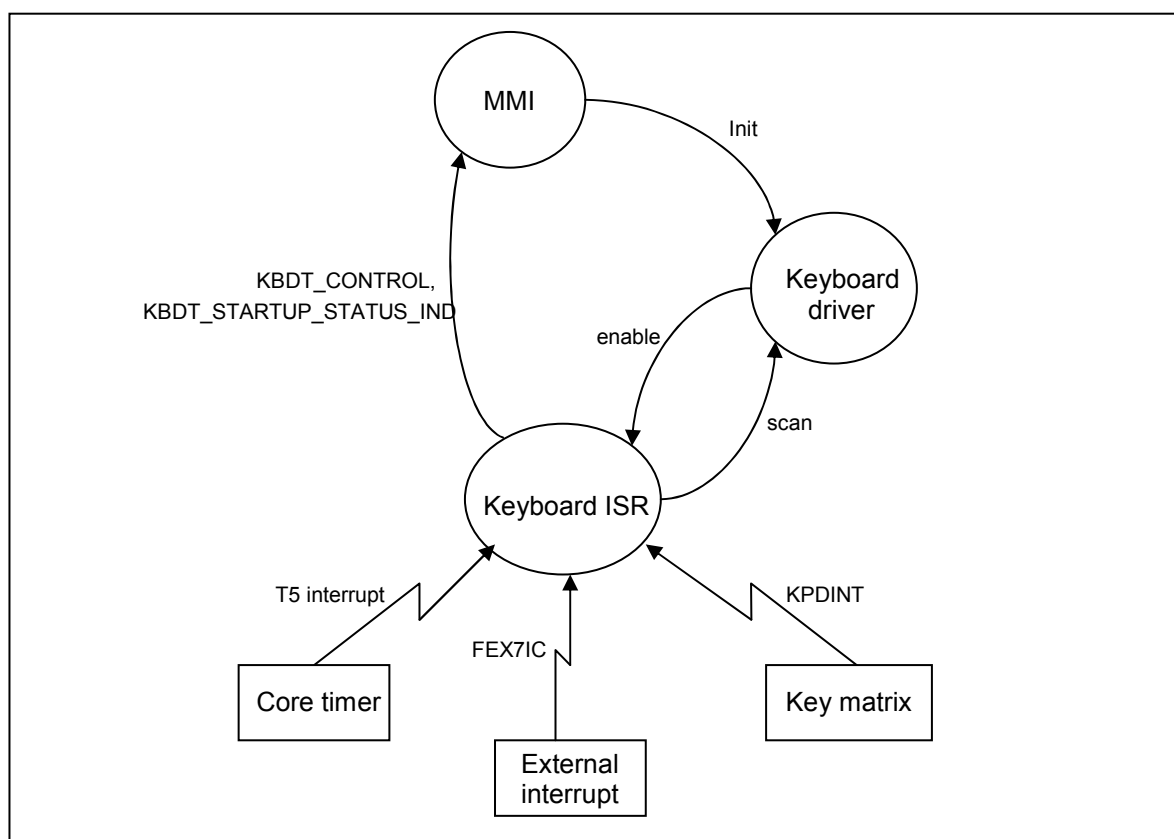 MMI
Init
Keyboard
driver
KBDT_CONTROL,
KBDT_STARTUP_STATUS_IND
enable
scan
Keyboard ISR
T5 interrupt
KPDINT
FEX7IC
Core timer
Key matrix
External
interrupt